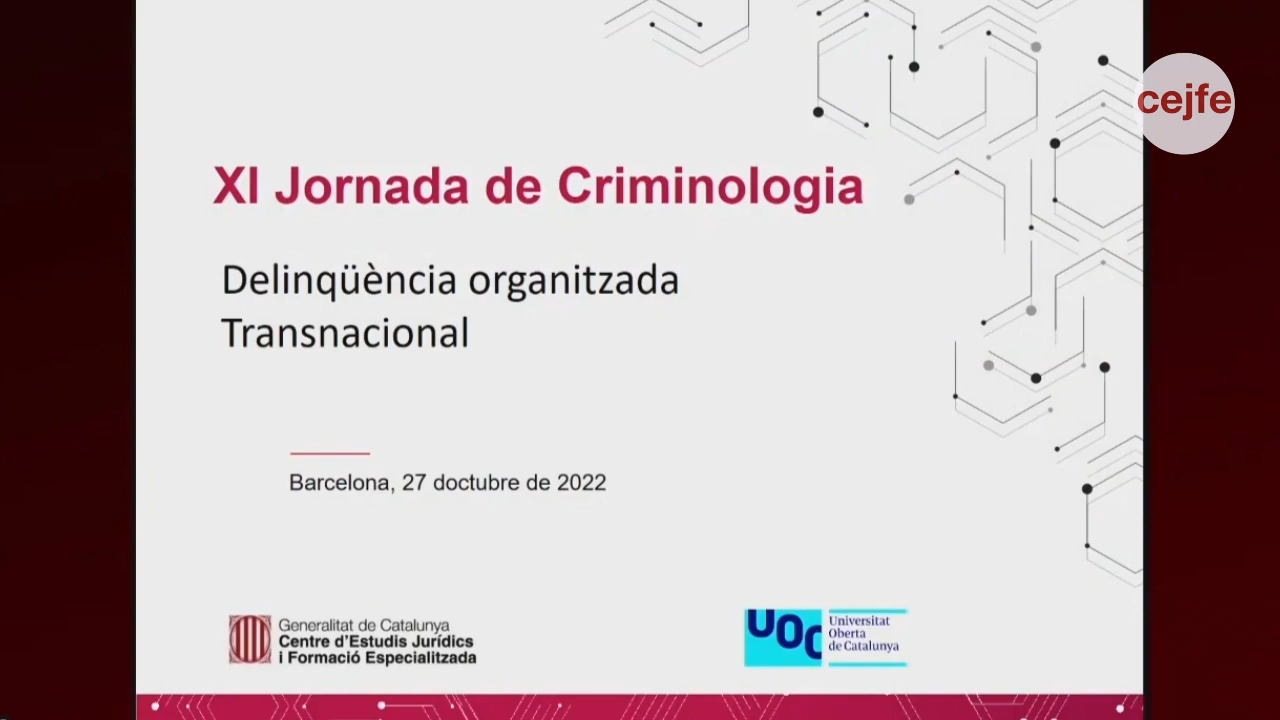 cejfe
XI Jornada de Criminologia
Delinqüència organitzada
Transnacional
Barcelona, 27 doctubre de 2022
Generalitat de Catalunya
Centre d'Estudis Jurídics
i Formació Especialitzada
UOC
Universitat
Oberta
de Catalunya